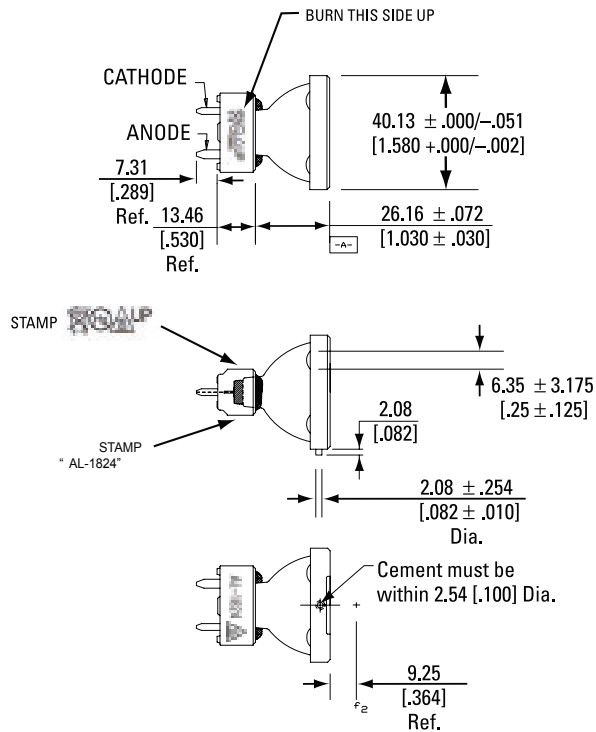 BURN THIS SIDE UP
CATHODE
ANODE
7.31
[.289]
Ref.
13.46
[.530]
Ref.
40.13 ± .000/–.051
[1.580 +.000/–.002]
26.16 ± .072
[1.030 ± .030]
-A-
STAMP
UP
STAMP
“ AL-1824”
6.35 ± 3.175
[.25 ± .125]
2.08
[.082]
2.08 ± .254
[.082 ± .010]
Dia.
Cement must be
within 2.54 [.100] Dia.
9.25
[.364]
Ref.
f2